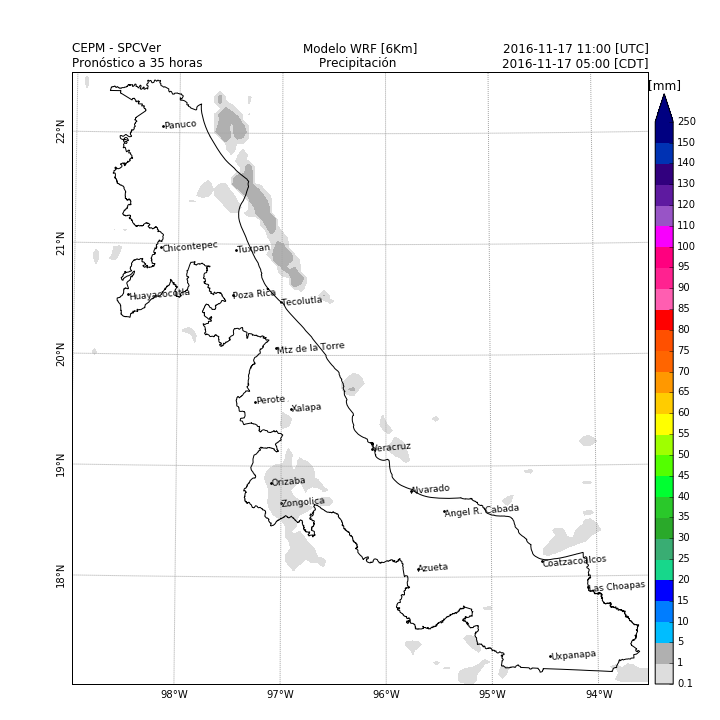 CEPM - SPCVer
Modelo WRF [6Km]
2016-11-17 11:00 [UTC]
Pronóstico a 35 horas
Precipitación
2016-11-17 05:00 [CDT]
[mm]
250
150
140
130
120
110
100
95
90
85
80
75
70
65
60
55
50
45
40
35
30
25
20
15
10
5
1
0.1
22°N
21°N
20°N
19°N
18°N
Panuco
Chicontepec
Tuxpan
Huayacocotla
Poza Rica
Tecolutla
Mtz de la Torre
Perote
Xalapa
Veracruz
Orizaba
Alvarado
Zongolica
Angel R. Cabada
Azueta
Coatzacoalcos
Las Choapas
Uxpanapa
98°W
97°W
96°W
95°W
94°W